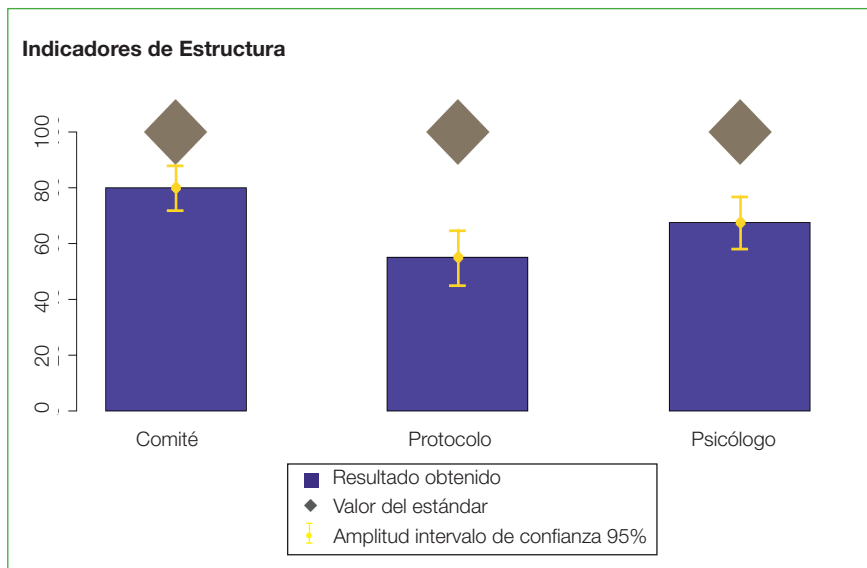 Indicadores de Estructura
100
80
60
40
20
0
Comité Protocolo Psicólogo
Resultado obtenido
Valor del estándar
Amplitud intervalo de confianza 95%